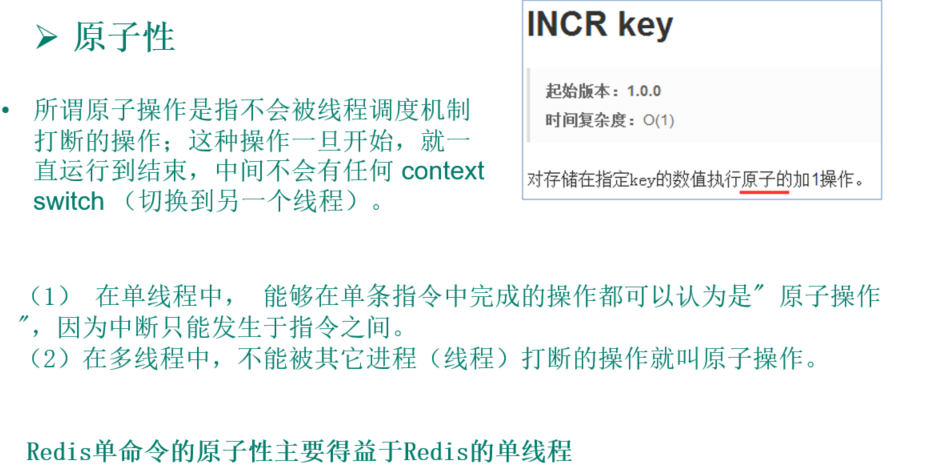 ➢ 原子性
• 所谓原子操作是指不会被线程调度机制
打断的操作；这种操作一旦开始，就一
直运行到结束，中间不会有任何 context
switch （切换到另一个线程）。
INCR key
起始版本：1.0.0
时间复杂度：O(1)
对存储在指定key的数值执行原子的加1操作。
（1） 在单线程中， 能够在单条指令中完成的操作都可以认为是" 原子操作
"，因为中断只能发生于指令之间。
（2）在多线程中，不能被其它进程（线程）打断的操作就叫原子操作。
Redis单命令的原子性主要得益于Redis的单线程